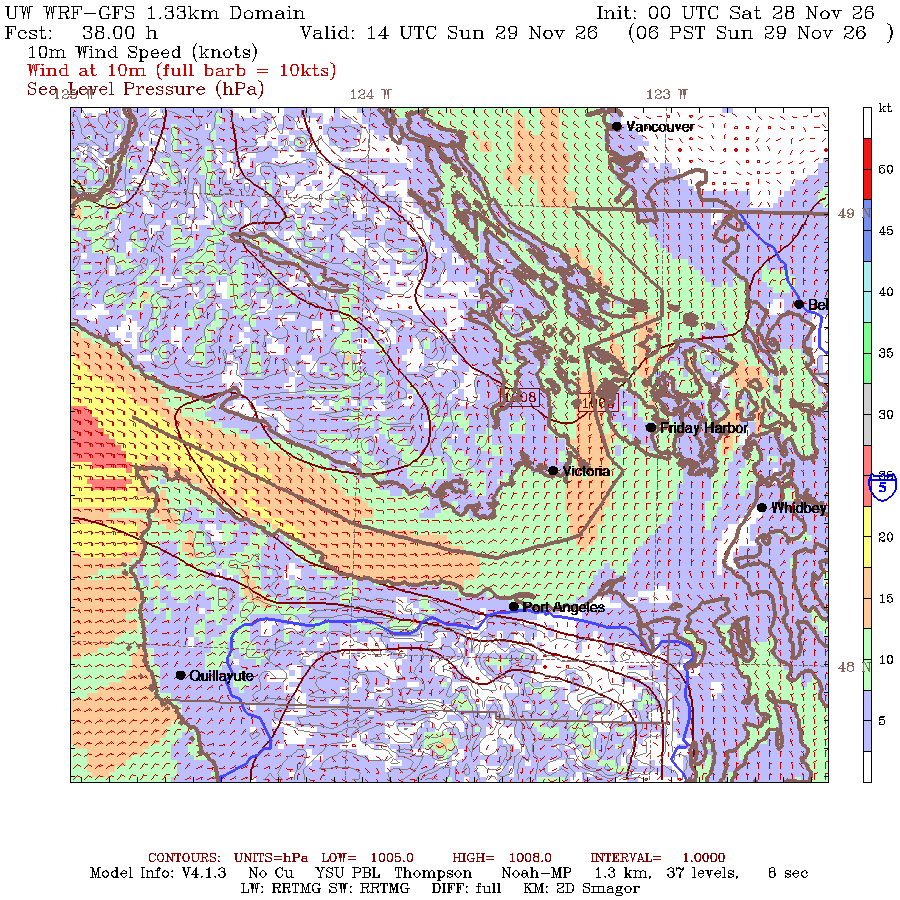 UW WRF-GFS 1.33km Domain    Init: 00 UTC Sat 28 Nov 26
Fcst:   38.00 h    Valid: 14 UTC Sun 29 Nov 26   (06 PST Sun 29 Nov 26  )
10m Wind Speed (knots)
Wind at 10m (full barb = 10kts)
Sea Level Pressure (hPa)
125 W    124 W    123 W
kt
Vancouver
60
49 N
45
40
Bel
35
1008
30
Friday Harbor
Victoria
25
5
Whidbey
20
15
Port Angeles
10
48 N
Quillayute
5
CONTOURS:  UNITS=hPa  LOW=  1005.0    HIGH=  1008.0    INTERVAL=  1.0000
Model Info: V4.1.3   No Cu   YSU PBL  Thompson    Noah-MP   1.3 km,  37 levels,    8 sec
LW: RRTMG SW: RRTMG   DIFF: full   KM: 2D Smagor